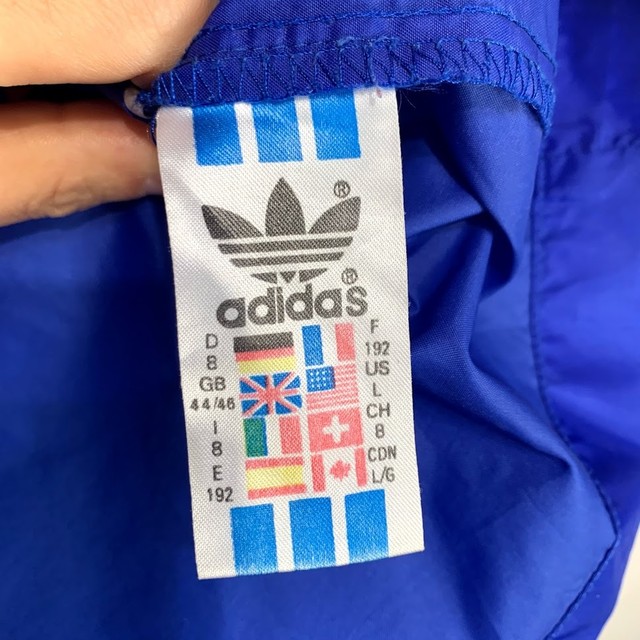 ®
adidas®
D
8
GB
44/46
I
8
E
192
F
192
US
L
CH
8
CDN
L/G